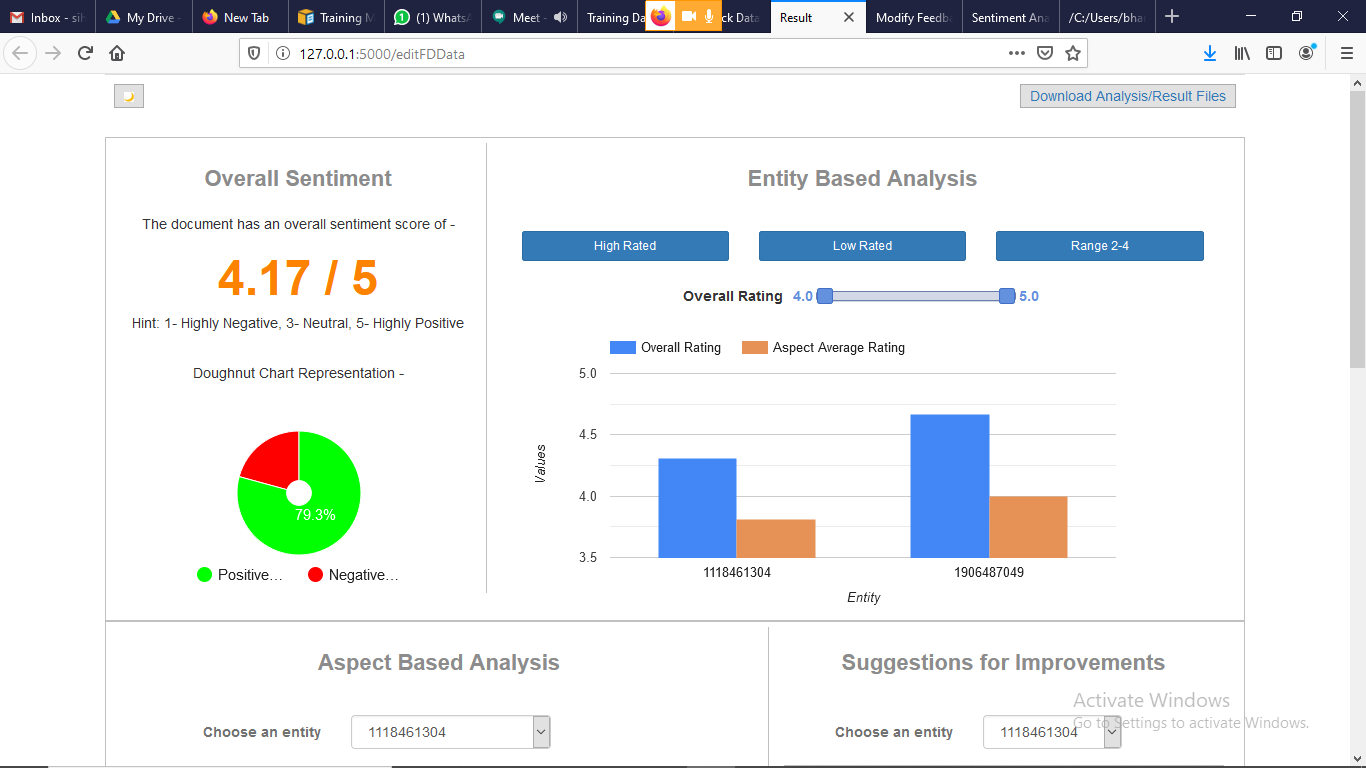 Inbox - sih
My Drive -
New Tab
Training M
(1) Whats
Meet -
Training Da
ck Data
Result
Modify Feedb
Sentiment Ana
/C:/Users/bha
127.0.0.1:5000/editFDData
Download Analysis/Result Files
Overall Sentiment
The document has an overall sentiment score of -
4.17 / 5
Hint: 1- Highly Negative, 3- Neutral, 5- Highly Positive
Doughnut Chart Representation -
79.3%
Positive…
Negative…
Entity Based Analysis
High Rated
Low Rated
Range 2-4
Overall Rating 4.0 5.0
Overall Rating
Aspect Average Rating
5.0
4.5
4.0
3.5
Values
1118461304
1906487049
Entity
Aspect Based Analysis
Choose an entity
1118461304
Suggestions for Improvements
Choose an entity
1118461304
Activate Windows
Go to Settings to activate Windows.